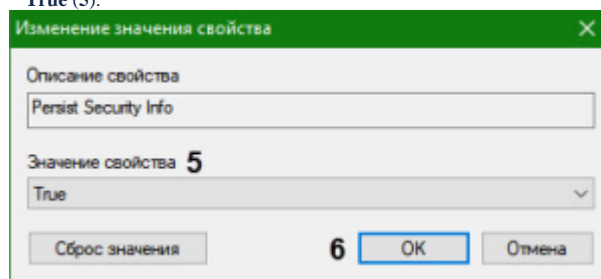 True (5).
Изменение значения свойства
Описание свойства
Persist Security Info
Значение свойства 5
True
Сброс значения 6 OK Отмена